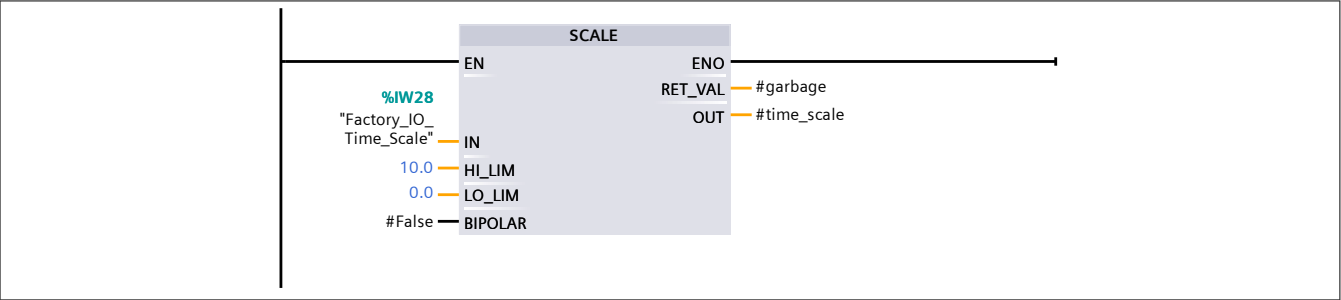 SCALE
EN
ENO
RET_VAL
#garbage
%IW28
OUT
#time_scale
"Factory_IO_
Time_Scale"
IN
10.0
HI_LIM
0.0
LO_LIM
#False
BIPOLAR